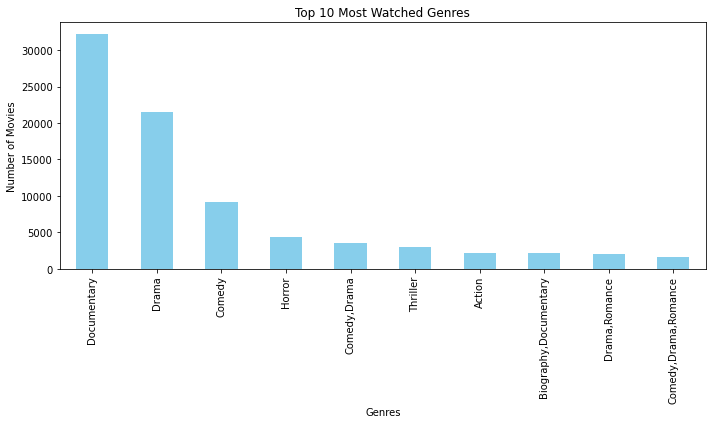 Top 10 Most Watched Genres
Number of Movies
30000
25000
20000
15000
10000
5000
0
Documentary
Drama
Comedy
Horror
Comedy,Drama
Thriller
Action
Biography,Documentary
Drama,Romance
Comedy,Drama,Romance
Genres